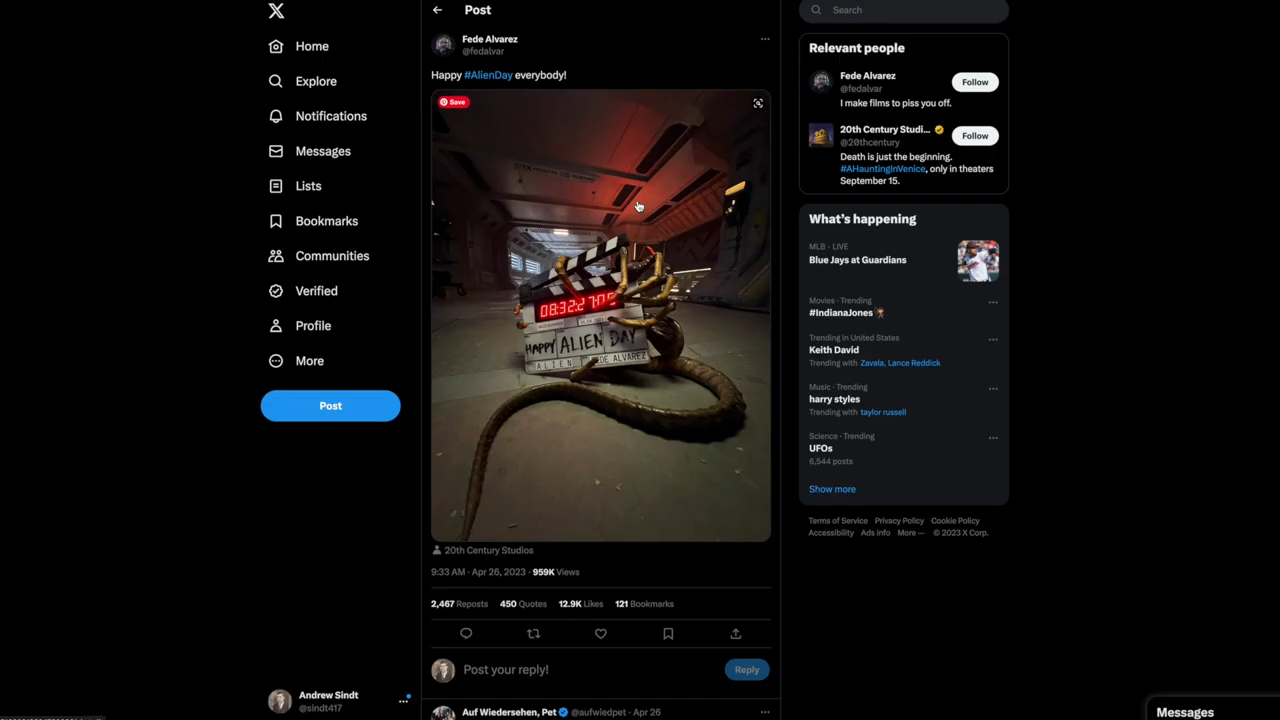 Home
Explore
Notifications
Messages
Lists
Bookmarks
Communities
Verified
Profile
More
Post
Andrew Sindt
@sindt417
Post
Fede Alvarez
@fedalvar
Happy #AlienDay everybody!
Save
08:32:27:05
HAPPY ALIEN DAY
ALIEN
DE ALVAREZ
20th Century Studios
9:33 AM · Apr 26, 2023 · 959K Views
2,467 Reposts 450 Quotes 12.9K Likes 121 Bookmarks
Post your reply!
Reply
Auf Wiedersehen, Pet @aufwiedpet · Apr 26
Search
Relevant people
Fede Alvarez
@fedalvar
Follow
I make films to piss you off.
20th Century Studi...
@20thcentury
Follow
Death is just the beginning.
#AHauntingInVenice, only in theaters
September 15.
What's happening
MLB · LIVE
Blue Jays at Guardians
Movies · Trending
#IndianaJones
Trending in United States
Keith David
Trending with Zavala, Lance Reddick
Music · Trending
harry styles
Trending with taylor russell
Science · Trending
UFOs
6,544 posts
Show more
Terms of Service Privacy Policy Cookie Policy
Accessibility Ads info More ··· © 2023 X Corp.
Messages